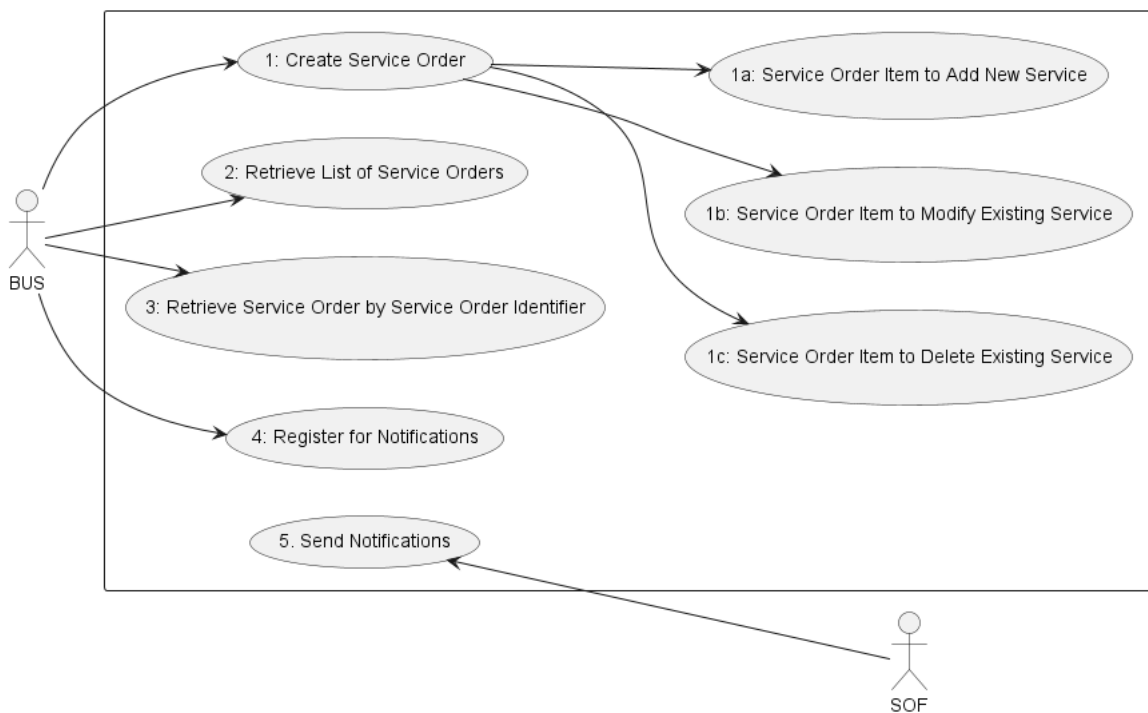 1: Create Service Order
1a: Service Order Item to Add New Service
2: Retrieve List of Service Orders
1b: Service Order Item to Modify Existing Service
BUS
3: Retrieve Service Order by Service Order Identifier
1c: Service Order Item to Delete Existing Service
4: Register for Notifications
5. Send Notifications
SOF